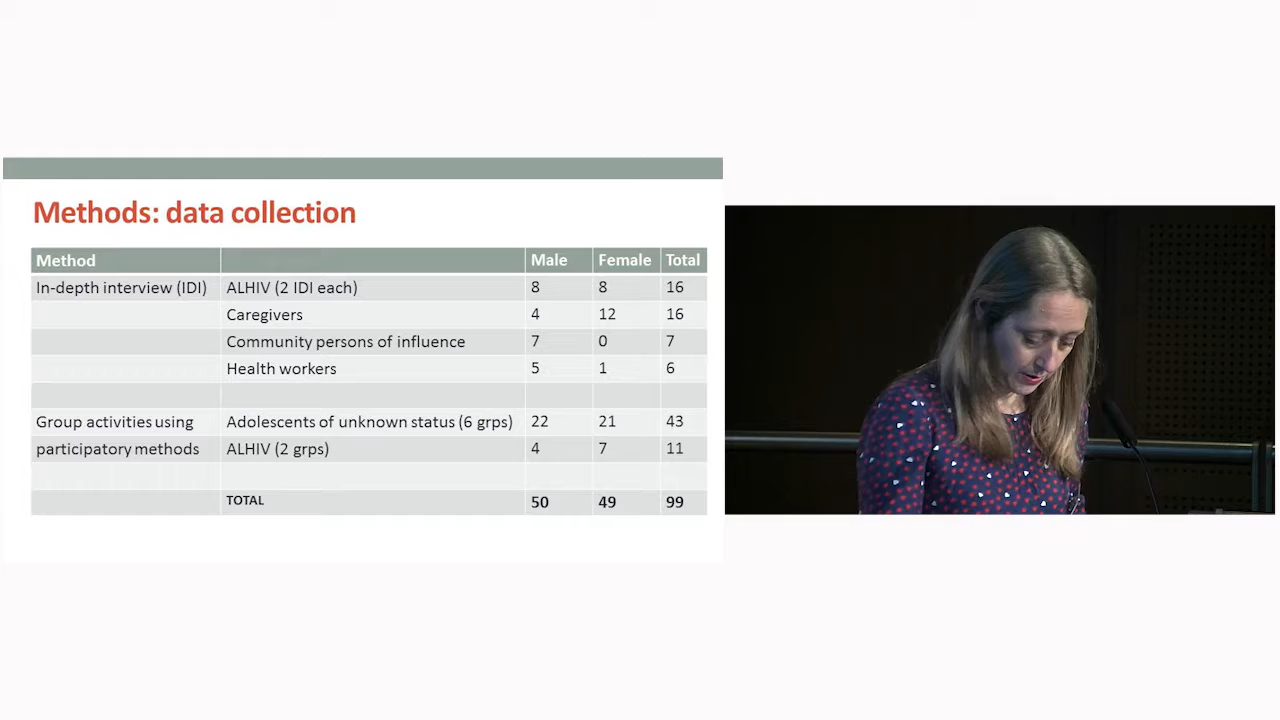 Methods: data collection
Method Male Female Total
In-depth interview (IDI) ALHIV (2 IDI each) 8 8 16
Caregivers 4 12 16
Community persons of influence 7 0 7
Health workers 5 1 6
Group activities using Adolescents of unknown status (6 grps) 22 21 43
participatory methods ALHIV (2 grps) 4 7 11
TOTAL 50 49 99